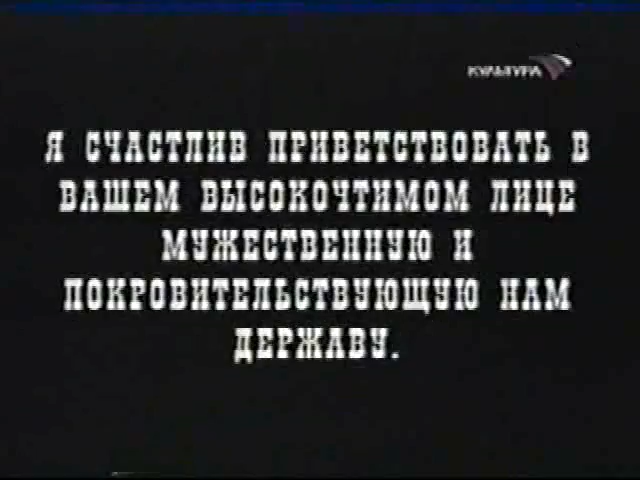 КУЛЬТУРА
Я СЧАСТЛИВ ПРИВЕТСТВОВАТЬ В
ВАШЕМ ВЫСОКОЧТИМОМ ЛИЦЕ
МУЖЕСТВЕННУЮ И
ПОКРОВИТЕЛЬСТВУЮЩУЮ НАМ
ДЕРЖАВУ.